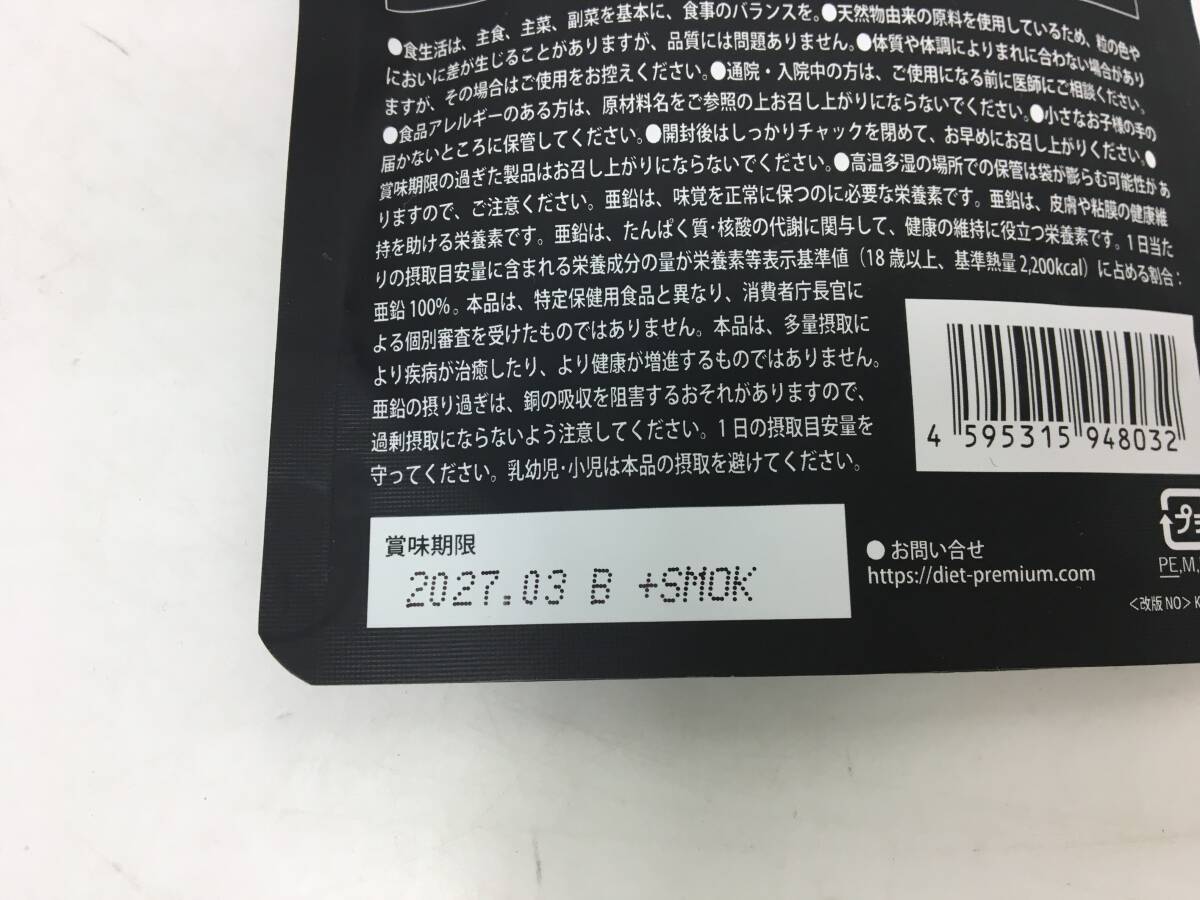 ●食生活は、主食、主菜、副菜を基本に、食事のバランスを。●天然物由来の原料を使用しているため、粒の色や
においに差が生じることがありますが、品質には問題ありません。●体質や体調によりまれに合わない場合があり
ますが、その場合はご使用をお控えください。●通院・入院中の方は、ご使用になる前に医師にご相談ください。
●食品アレルギーのある方は、原材料名をご参照の上お召し上がりにならないでください。●小さなお子様の手の
届かないところに保管してください。●開封後はしっかりチャックを閉めて、お早めにお召し上がりください。●
賞味期限の過ぎた製品はお召し上がりにならないでください。●高温多湿の場所での保管は袋が膨らむ可能性があ
りますので、ご注意ください。亜鉛は、味覚を正常に保つのに必要な栄養素です。亜鉛は、皮膚や粘膜の健康維
持を助ける栄養素です。亜鉛は、たんぱく質・核酸の代謝に関与して、健康の維持に役立つ栄養素です。1日当た
りの摂取目安量に含まれる栄養成分の量が栄養素等表示基準値（18歳以上、基準熱量2,200kcal）に占める割合：
亜鉛100%。本品は、特定保健用食品と異なり、消費者庁長官に
よる個別審査を受けたものではありません。本品は、多量摂取に
より疾病が治癒したり、より健康が増進するものではありません。
亜鉛の摂り過ぎは、銅の吸収を阻害するおそれがありますので、
過剰摂取にならないよう注意してください。1日の摂取目安量を
守ってください。乳幼児・小児は本品の摂取を避けてください。
4 595315 948032
賞味期限
2027.03 B +SMOK
●お問い合せ
https://diet-premium.com
プ
PE,M,
＜改版NO＞K